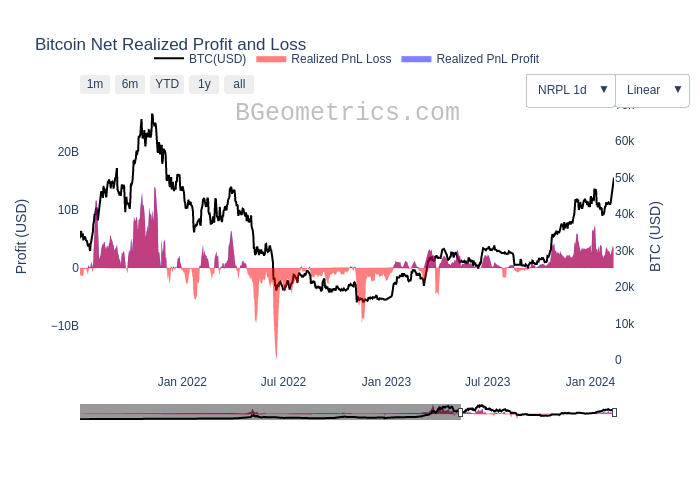 Bitcoin Net Realized Profit and Loss
BTC(USD) Realized PnL Loss Realized PnL Profit
1m 6m YTD 1y all
NRPL 1d ▼ Linear ▼
BGeometrics.com
20B
10B
0
−10B
Profit (USD)
60k
50k
40k
30k
20k
10k
0
BTC (USD)
Jan 2022 Jul 2022 Jan 2023 Jul 2023 Jan 2024